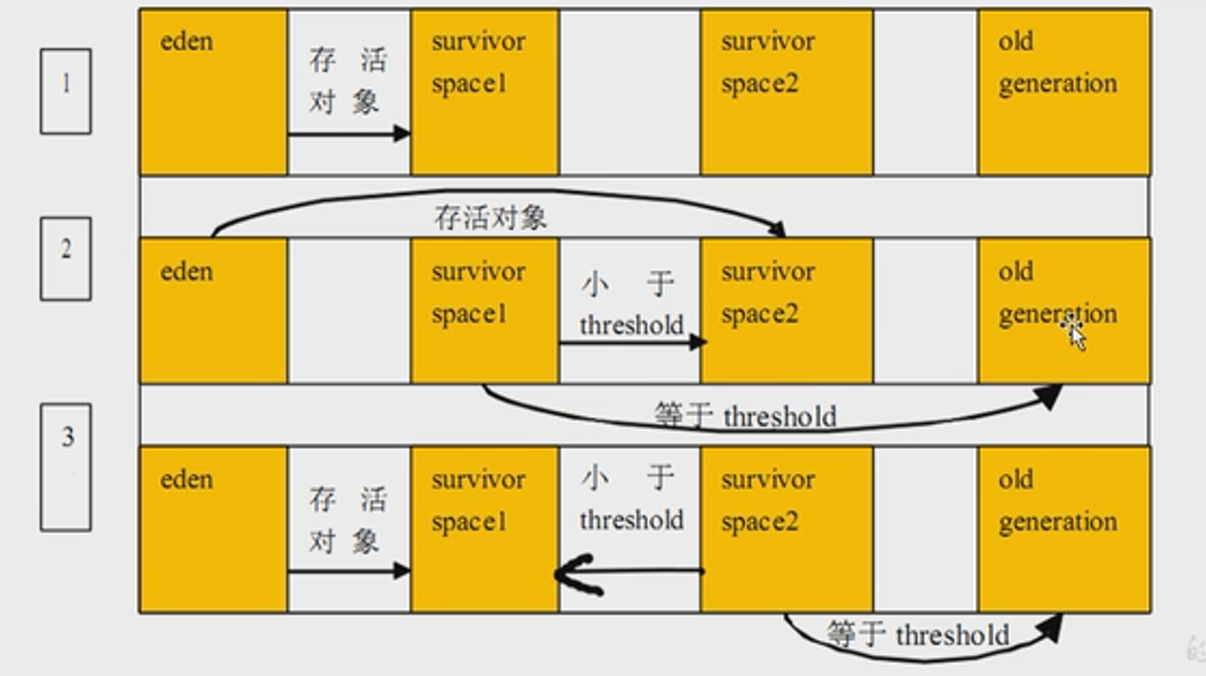 1
eden
存 活
对 象
survivor
space1
survivor
space2
old
generation
2
存活对象
eden
survivor
space1
小 于
threshold
survivor
space2
old
generation
等于 threshold
3
eden
存 活
对 象
survivor
space1
小 于
threshold
survivor
space2
old
generation
等于 threshold